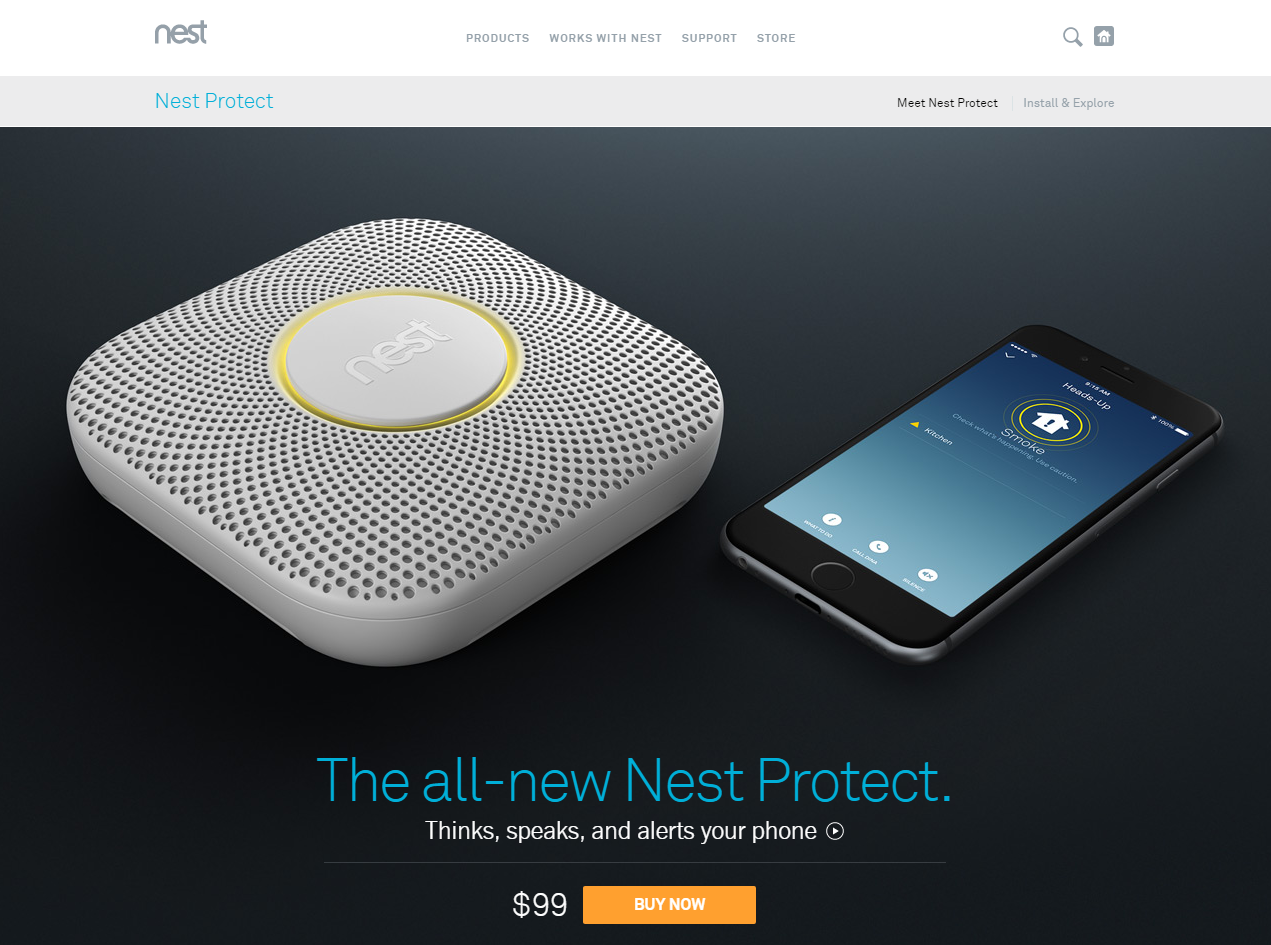 nest
PRODUCTS WORKS WITH NEST SUPPORT STORE
Nest Protect
Meet Nest Protect Install & Explore
nest
9:15 AM
100%
Heads-Up
Smoke
Check what's happening. Use caution.
Kitchen
WHAT TO DO
CALL GINA
SILENCE
The all-new Nest Protect.
Thinks, speaks, and alerts your phone
$99 BUY NOW